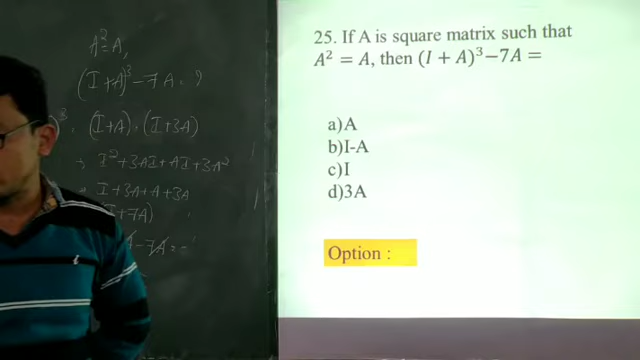 A² = A,
(I+A)³ - 7A = ?
)³ = (I+A) · (I+3A)
→ I² + 3AI + AI + 3A²
→ I + 3A + A + 3A
I + 7A)
- 7A =
25. If A is square matrix such that
A² = A, then (I + A)³−7A =
a)A
b)I-A
c)I
d)3A
Option :